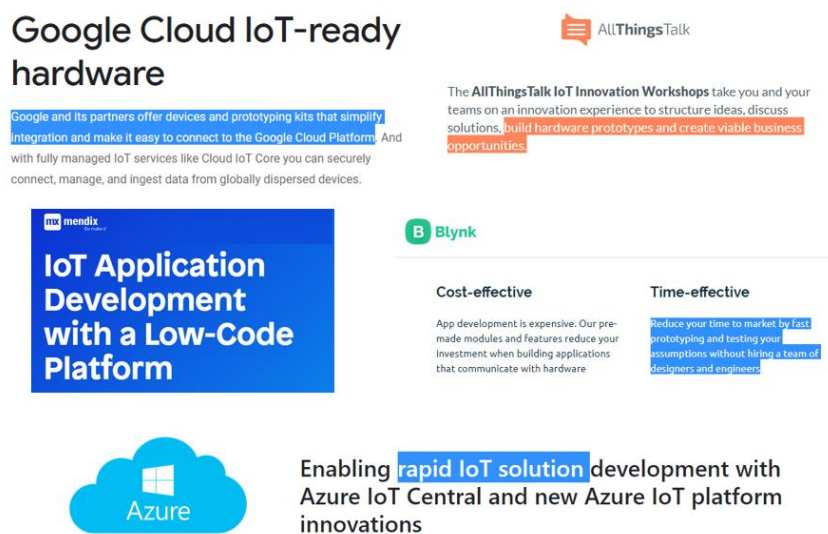 Google Cloud IoT-ready
hardware
Google and its partners offer devices and prototyping kits that simplify
integration and make it easy to connect to the Google Cloud Platform. And
with fully managed IoT services like Cloud IoT Core you can securely
connect, manage, and ingest data from globally dispersed devices.
AllThingsTalk
The AllThingsTalk IoT Innovation Workshops take you and your
teams on an innovation experience to structure ideas, discuss
solutions, build hardware prototypes and create viable business
opportunities.
mx mendix
IoT Application
Development
with a Low-Code
Platform
B Blynk
Cost-effective
App development is expensive. Our pre-
made modules and features reduce your
investment when building applications
that communicate with hardware
Time-effective
Reduce your time to market by fast
prototyping and testing your
assumptions without hiring a team of
designers and engineers
Azure
Enabling rapid IoT solution development with
Azure IoT Central and new Azure IoT platform
innovations